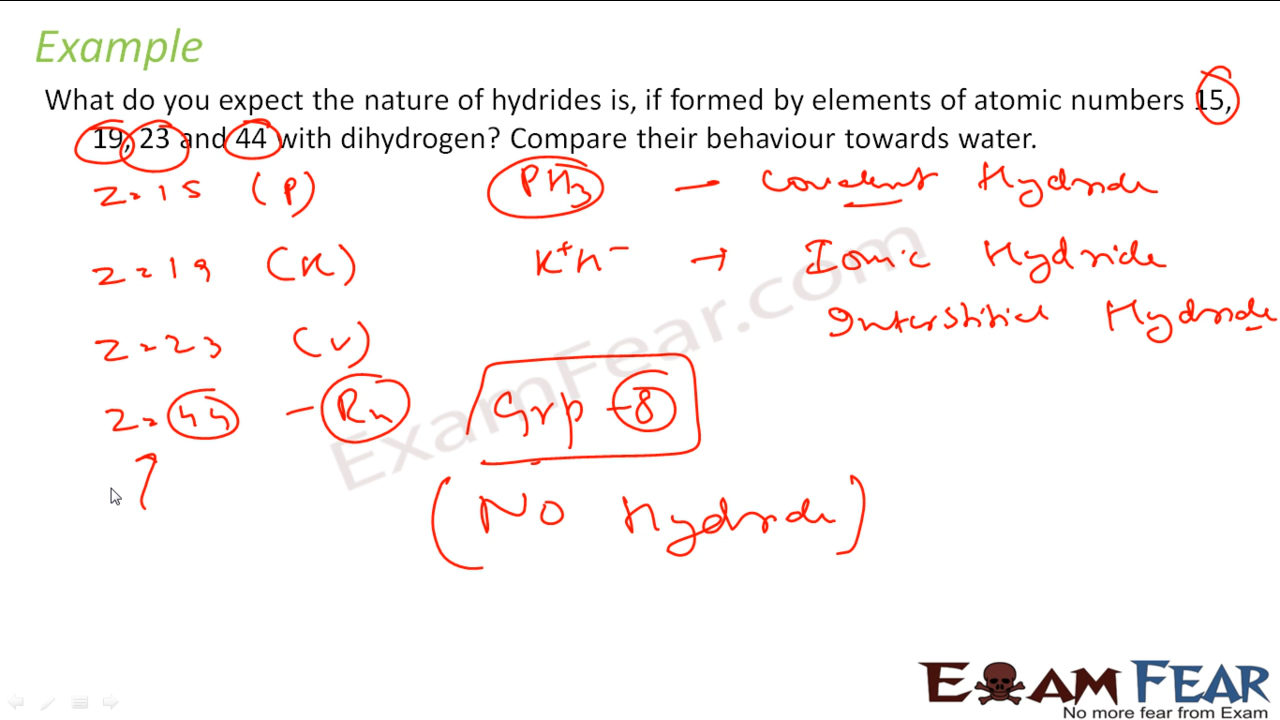 Example
What do you expect the nature of hydrides is, if formed by elements of atomic numbers 15,
19, 23 and 44 with dihydrogen? Compare their behaviour towards water.
Z=15 (P) PH3 → Covalent Hydride
Z=19 (K) K+H− → Ionic Hydride
Interstitial Hydride
Z=23 (V)
Z=44 - Ru Grp -8
(No Hydride)
ExamFear.com
EXAM FEAR
No more fear from Exam